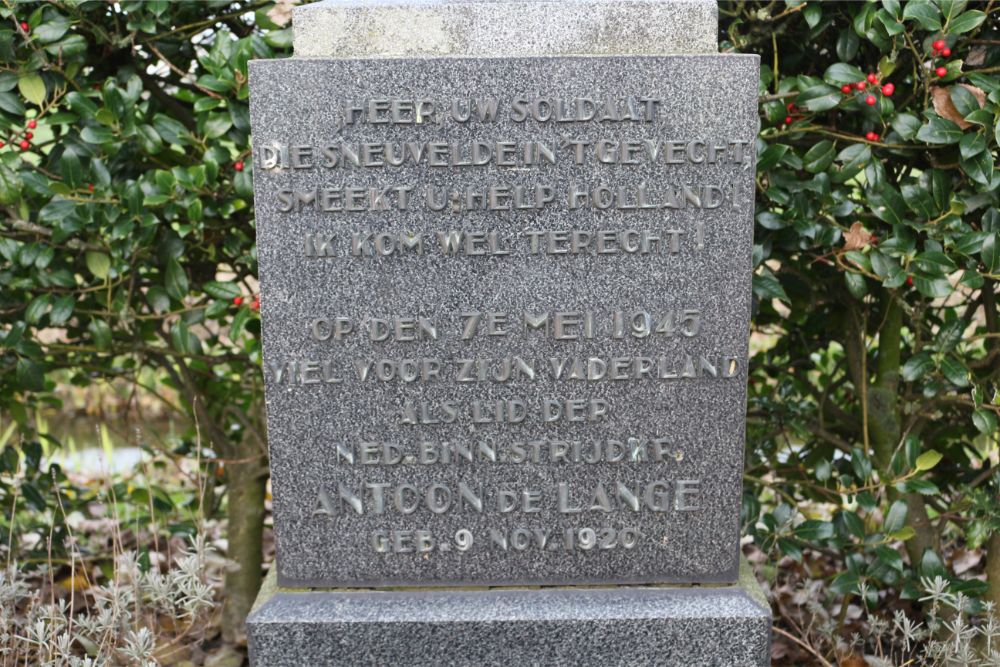 HEER, UW SOLDAAT
DIE SNEUVELDE IN 'T GEVECHT
SMEEKT U: HELP HOLLAND!
IK KOM WEL TERECHT!
OP DEN 7E MEI 1945
VIEL VOOR ZIJN VADERLAND
ALS LID DER
NED. BINN. STRIJDKR.
ANTOON DE LANGE
GEB. 9 NOV. 1920